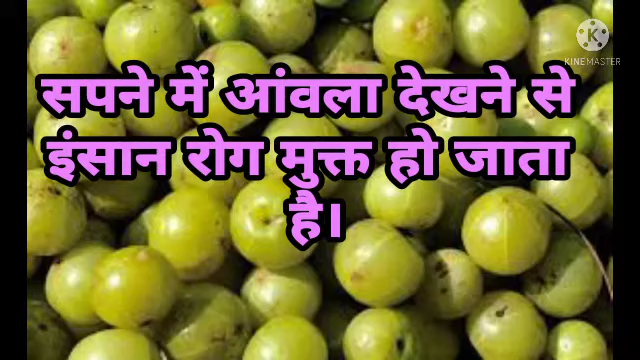 KINEMASTER
सपने में आंवला देखने से
इंसान रोग मुक्त हो जाता
है।